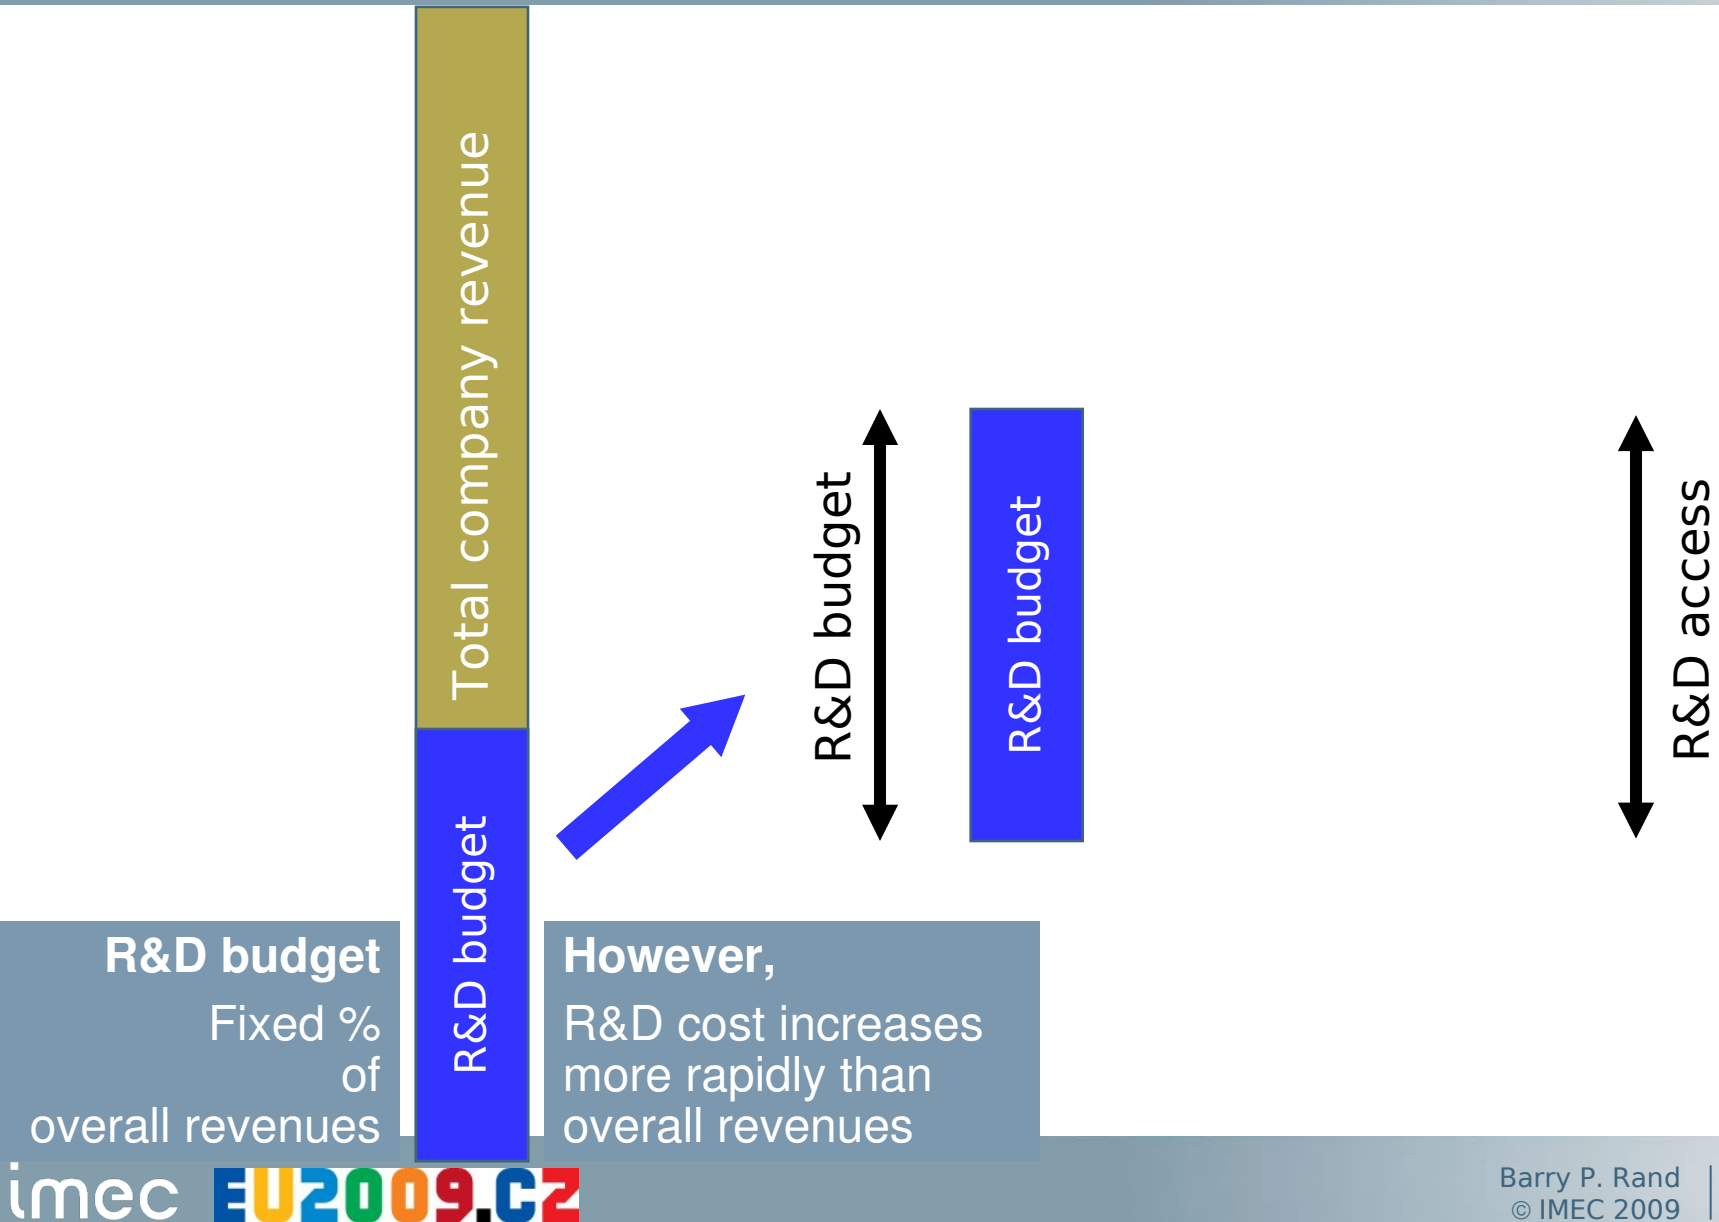 Total company revenue
R&D budget
R&D budget
R&D budget
R&D access
R&D budget
Fixed %
of
overall revenues
However,
R&D cost increases
more rapidly than
overall revenues
imec
EU2009.CZ
Barry P. Rand
© IMEC 2009